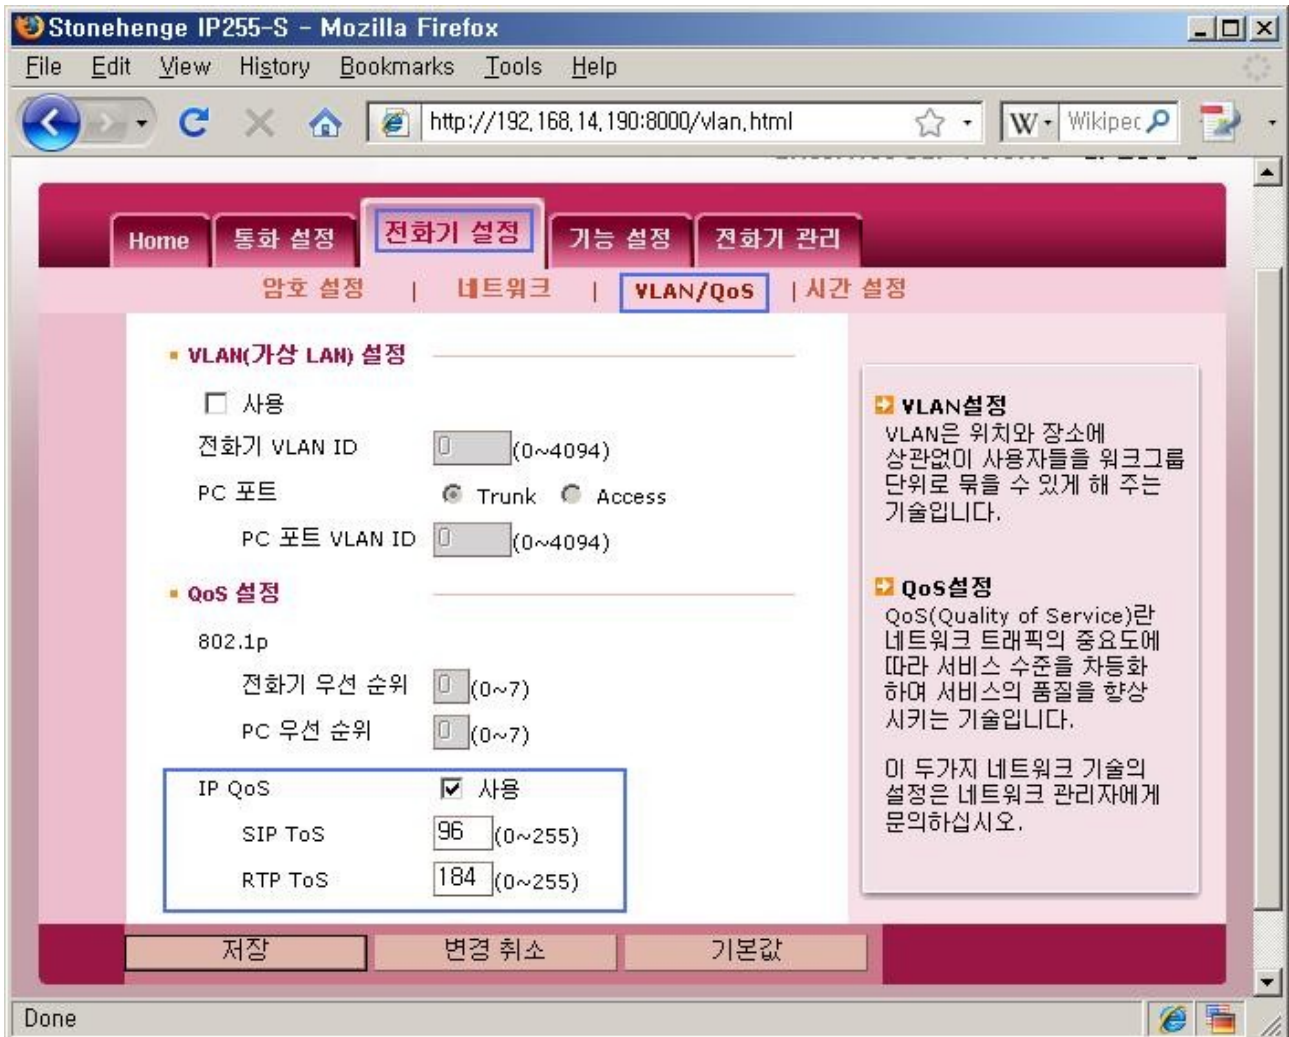 Stonehenge IP255-S - Mozilla Firefox
File Edit View History Bookmarks Tools Help
http://192.168.14.190:8000/vlan.html
W Wikipec
Home 통화 설정 전화기 설정 기능 설정 전화기 관리
암호 설정 | 네트워크 | VLAN/QoS | 시간 설정
VLAN(가상 LAN) 설정
사용
전화기 VLAN ID 0 (0~4094)
PC 포트 Trunk Access
PC 포트 VLAN ID 0 (0~4094)
QoS 설정
802.1p
전화기 우선 순위 0 (0~7)
PC 우선 순위 0 (0~7)
IP QoS 사용
SIP ToS 96 (0~255)
RTP ToS 184 (0~255)
VLAN설정
VLAN은 위치와 장소에
상관없이 사용자들을 워크그룹
단위로 묶을 수 있게 해 주는
기술입니다.
QoS설정
QoS(Quality of Service)란
네트워크 트래픽의 중요도에
따라 서비스 수준을 차등화
하여 서비스의 품질을 향상
시키는 기술입니다.
이 두가지 네트워크 기술의
설정은 네트워크 관리자에게
문의하십시오.
저장 변경 취소 기본값
Done